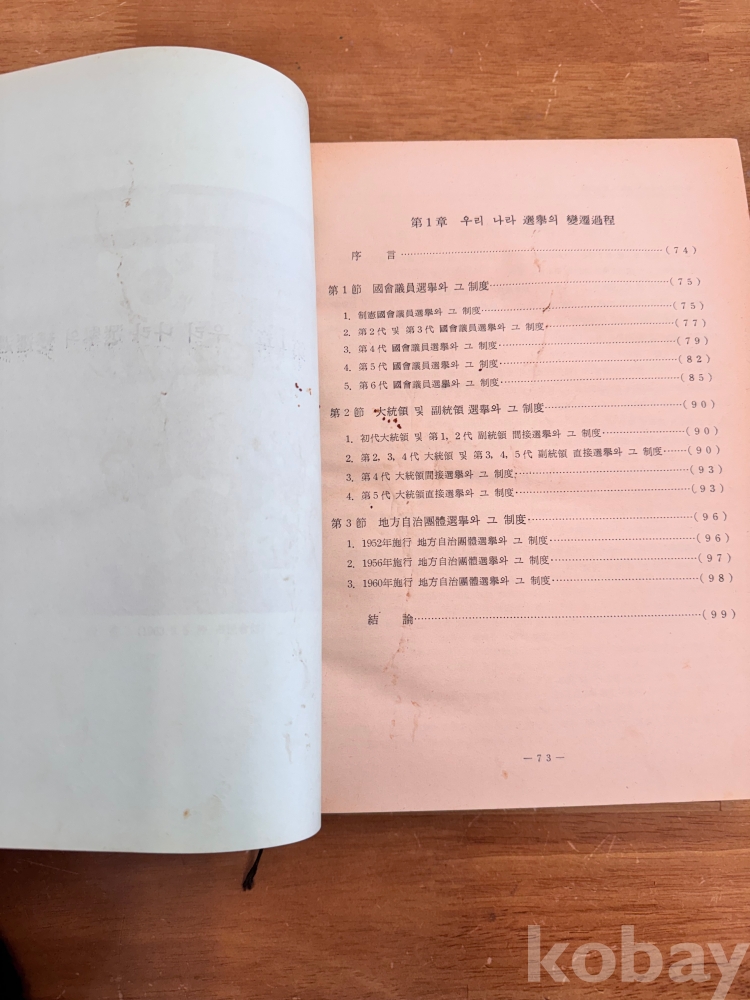 第1章 우리 나라 選擧의 變遷過程
序 言 ……………(74)
第1節 國會議員選擧와 그 制度……………(75)
1. 制憲國會議員選擧와 그 制度……………(75)
2. 第2代 및 第3代 國會議員選擧와 그 制度……………(77)
3. 第4代 國會議員選擧와 그 制度……………(79)
4. 第5代 國會議員選擧와 그 制度……………(82)
5. 第6代 國會議員選擧와 그 制度……………(85)
第2節 大統領 및 副統領 選擧와 그 制度……………(90)
1. 初代大統領 및 第1, 2代 副統領 間接選擧와 그 制度……………(90)
2. 第2, 3, 4代 大統領 및 第3, 4, 5代 副統領 直接選擧와 그 制度……………(90)
3. 第4代 大統領間接選擧와 그 制度……………(93)
4. 第5代 大統領直接選擧와 그 制度……………(93)
第3節 地方自治團體選擧와 그 制度……………(96)
1. 1952年施行 地方自治團體選擧와 그 制度……………(96)
2. 1956年施行 地方自治團體選擧와 그 制度……………(97)
3. 1960年施行 地方自治團體選擧와 그 制度……………(98)
結 論……………(99)
— 73 —
kobay